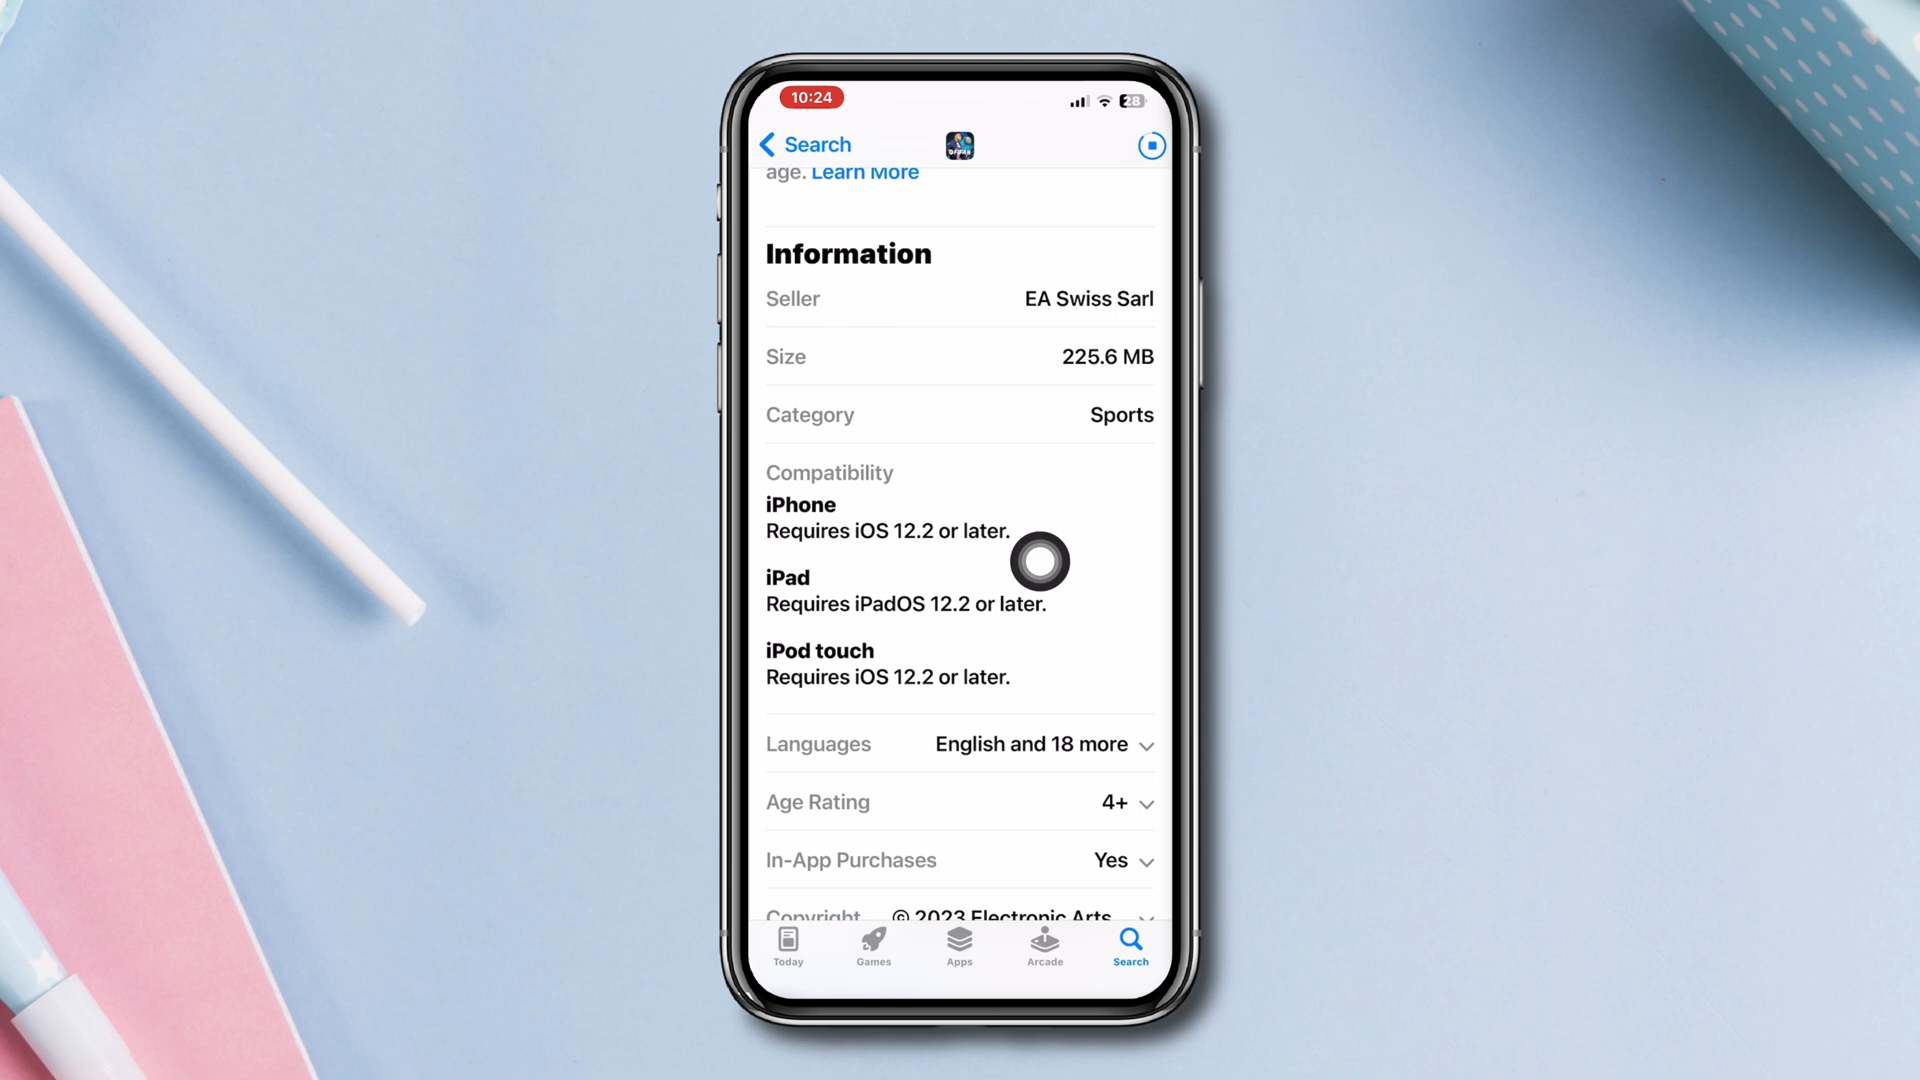 10:24
28
Search
age. Learn More
Information
Seller EA Swiss Sarl
Size 225.6 MB
Category Sports
Compatibility
iPhone
Requires iOS 12.2 or later.
iPad
Requires iPadOS 12.2 or later.
iPod touch
Requires iOS 12.2 or later.
Languages English and 18 more
Age Rating 4+
In-App Purchases Yes
Copyright © 2023 Electronic Arts
Today Games Apps Arcade Search